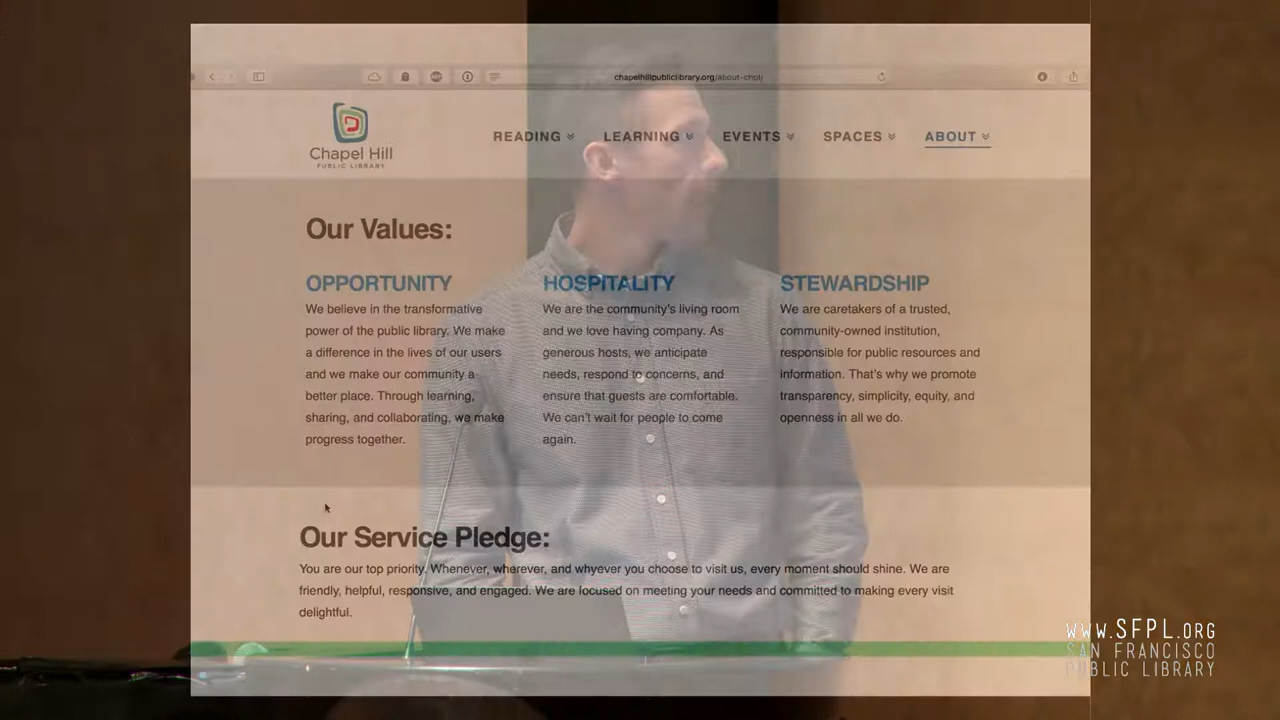 chapelhillpubliclibrary.org/about-chpl/
Chapel Hill
PUBLIC LIBRARY
READING LEARNING EVENTS SPACES ABOUT
Our Values:
OPPORTUNITY
We believe in the transformative
power of the public library. We make
a difference in the lives of our users
and we make our community a
better place. Through learning,
sharing, and collaborating, we make
progress together.
HOSPITALITY
We are the community's living room
and we love having company. As
generous hosts, we anticipate
needs, respond to concerns, and
ensure that guests are comfortable.
We can't wait for people to come
again.
STEWARDSHIP
We are caretakers of a trusted,
community-owned institution,
responsible for public resources and
information. That's why we promote
transparency, simplicity, equity, and
openness in all we do.
Our Service Pledge:
You are our top priority. Whenever, wherever, and whyever you choose to visit us, every moment should shine. We are
friendly, helpful, responsive, and engaged. We are focused on meeting your needs and committed to making every visit
delightful.
www.SFPL.ORG
SAN FRANCISCO
PUBLIC LIBRARY